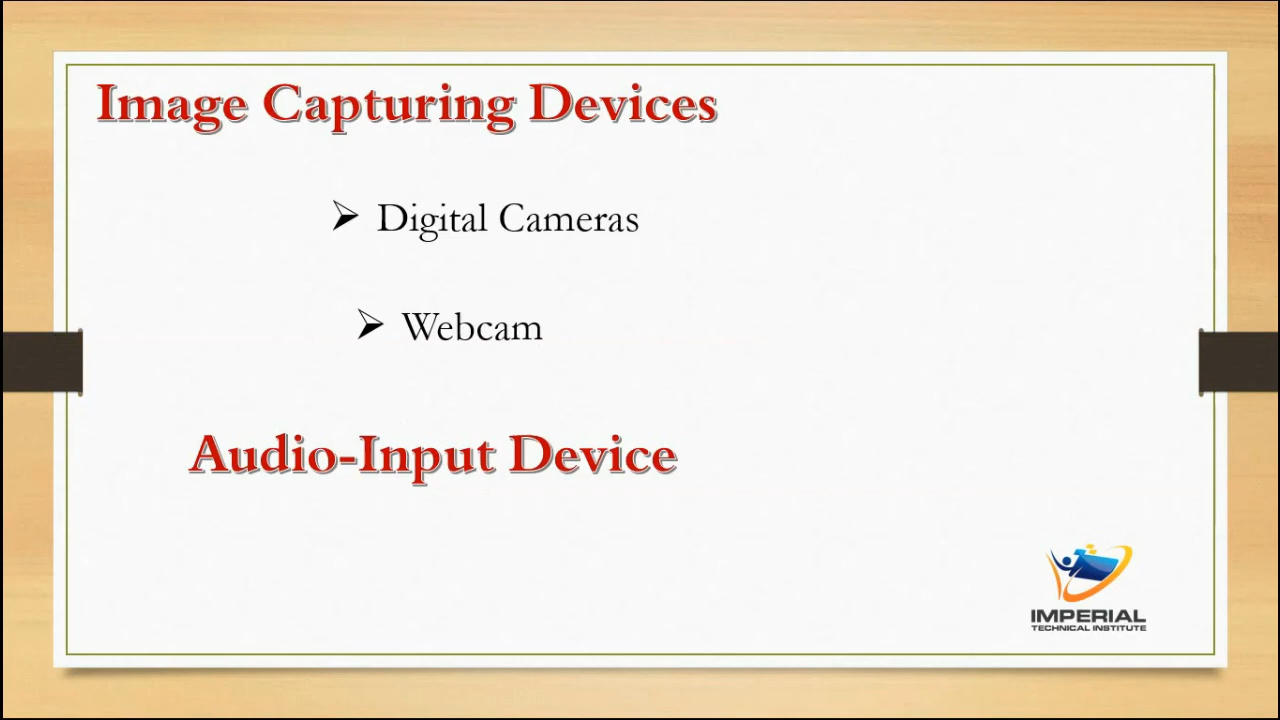 Image Capturing Devices
➢ Digital Cameras
➢ Webcam
Audio-Input Device
IMPERIAL
TECHNICAL INSTITUTE